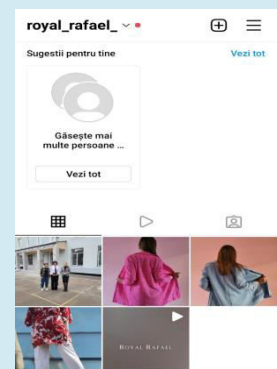 royal_rafael_
Sugestii pentru tine Vezi tot
Găsește mai
multe persoane ...
Vezi tot
ROYAL RAFAEL